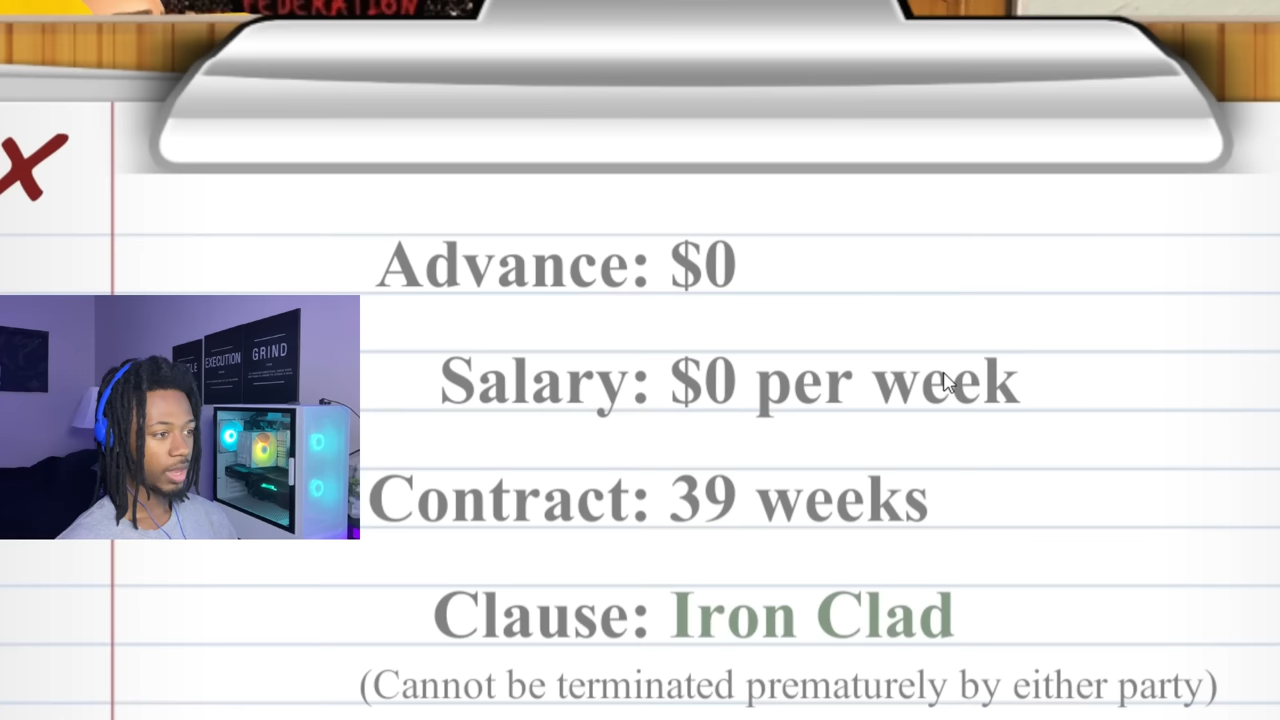 FEDERATION
Advance: $0
Salary: $0 per week
Contract: 39 weeks
Clause: Iron Clad
(Cannot be terminated prematurely by either party)
EXECUTION
GRIND